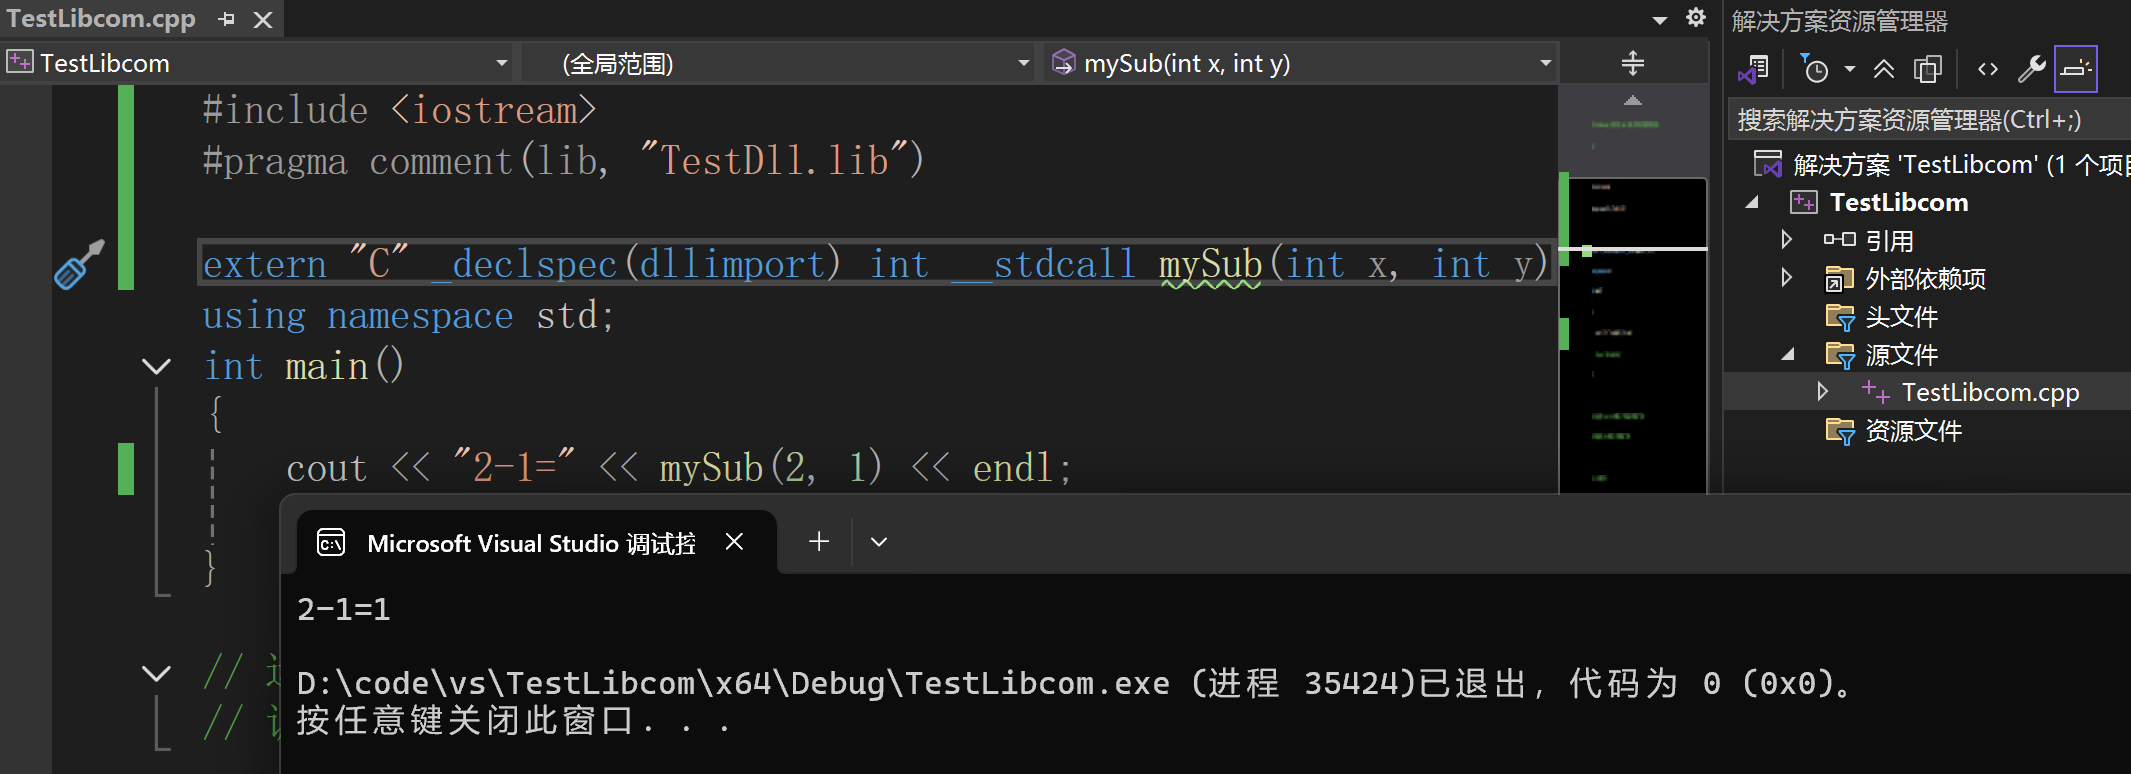 TestLibcom.cpp
TestLibcom
(全局范围)
mySub(int x, int y)
#include <iostream>
#pragma comment(lib, "TestDll.lib")
extern "C" _declspec(dllimport) int __stdcall mySub(int x, int y)
using namespace std;
int main()
{
cout << "2-1=" << mySub(2, 1) << endl;
}
//
//
Microsoft Visual Studio 调试控
2-1=1
D:\code\vs\TestLibcom\x64\Debug\TestLibcom.exe (进程 35424)已退出，代码为 0 (0x0)。
按任意键关闭此窗口. . .
解决方案资源管理器
搜索解决方案资源管理器(Ctrl+;)
解决方案 'TestLibcom' (1 个项目
TestLibcom
引用
外部依赖项
头文件
源文件
TestLibcom.cpp
资源文件